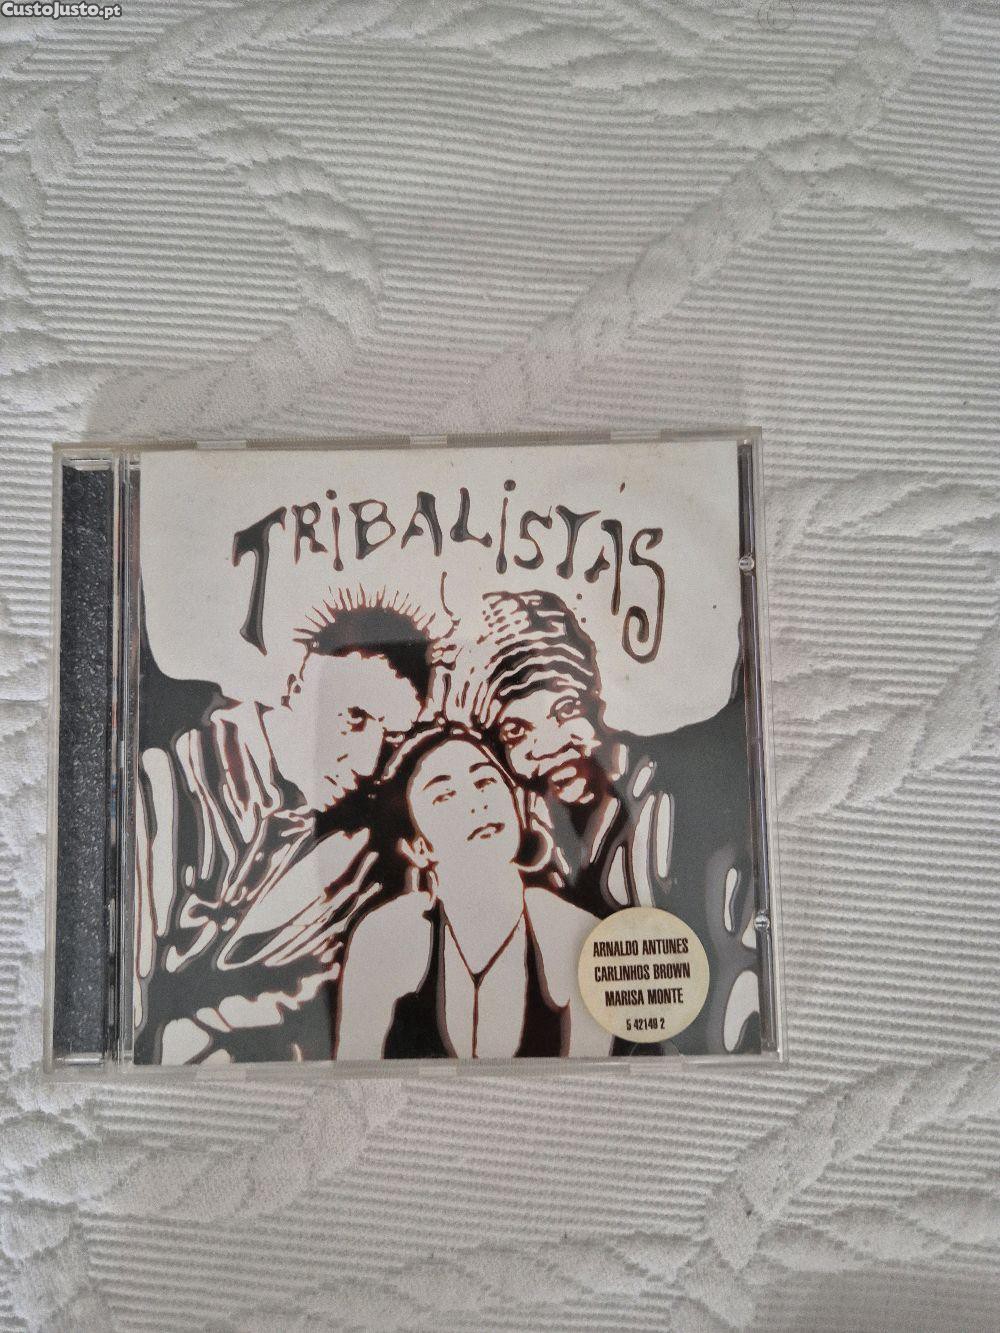 CustoJusto.pt
TRIBALISTAS
ARNALDO ANTUNES
CARLINHOS BROWN
MARISA MONTE
5 42149 2